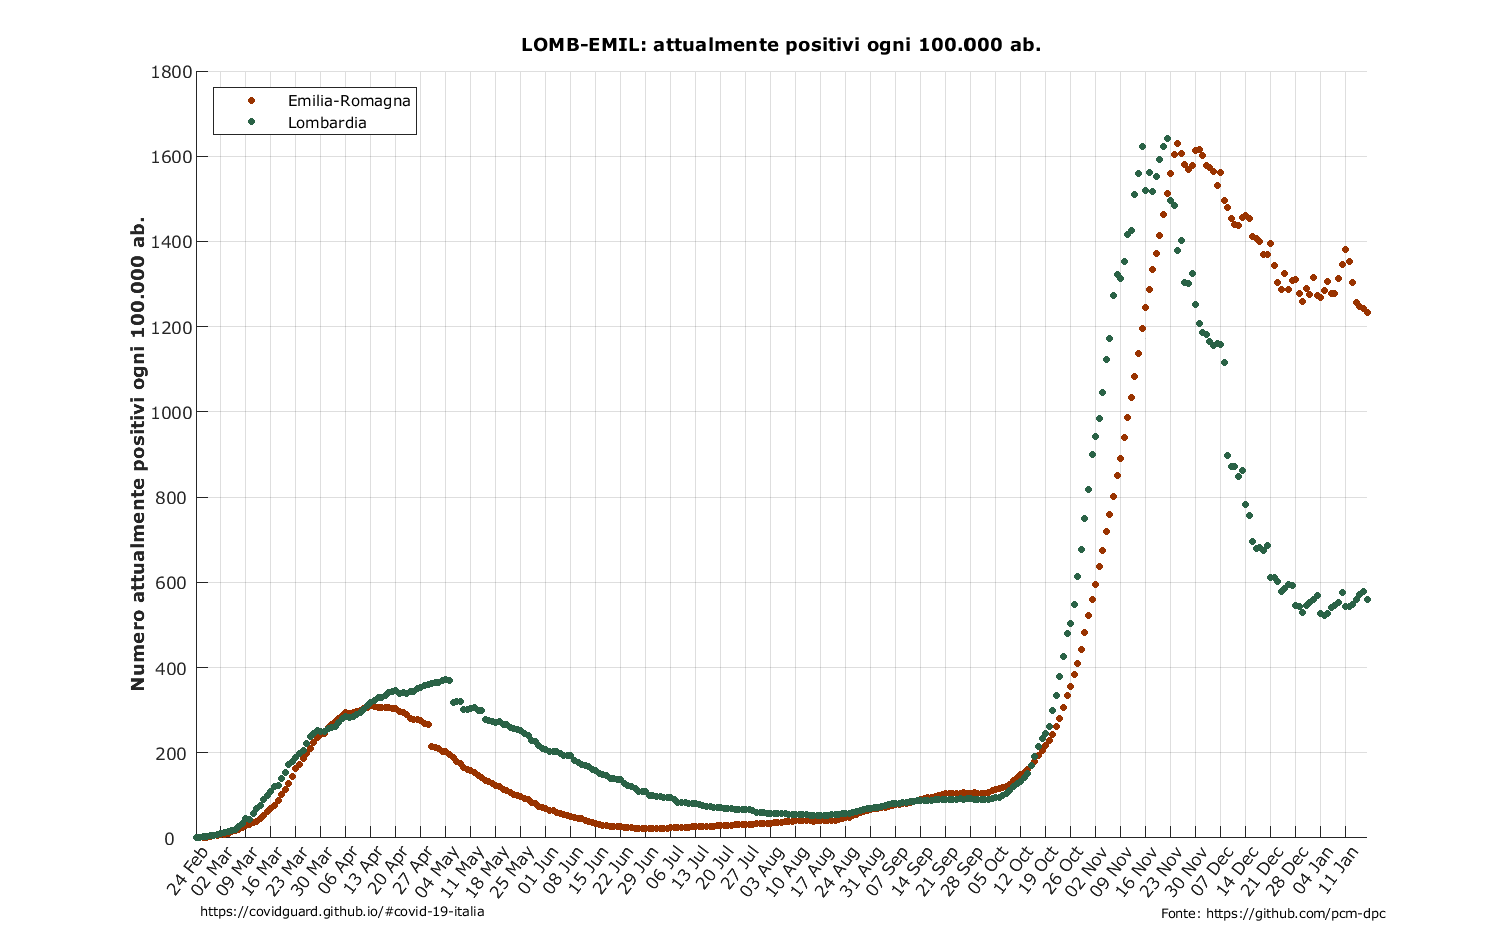 LOMB-EMIL: attualmente positivi ogni 100.000 ab.
Numero attualmente positivi ogni 100.000 ab.
1800
1600
1400
1200
1000
800
600
400
200
0
Emilia-Romagna
Lombardia
24 Feb
02 Mar
09 Mar
16 Mar
23 Mar
30 Mar
06 Apr
13 Apr
20 Apr
27 Apr
04 May
11 May
18 May
25 May
01 Jun
08 Jun
15 Jun
22 Jun
29 Jun
06 Jul
13 Jul
20 Jul
27 Jul
03 Aug
10 Aug
17 Aug
24 Aug
31 Aug
07 Sep
14 Sep
21 Sep
28 Sep
05 Oct
12 Oct
19 Oct
26 Oct
02 Nov
09 Nov
16 Nov
23 Nov
30 Nov
07 Dec
14 Dec
21 Dec
28 Dec
04 Jan
11 Jan
https://covidguard.github.io/#covid-19-italia
Fonte: https://github.com/pcm-dpc